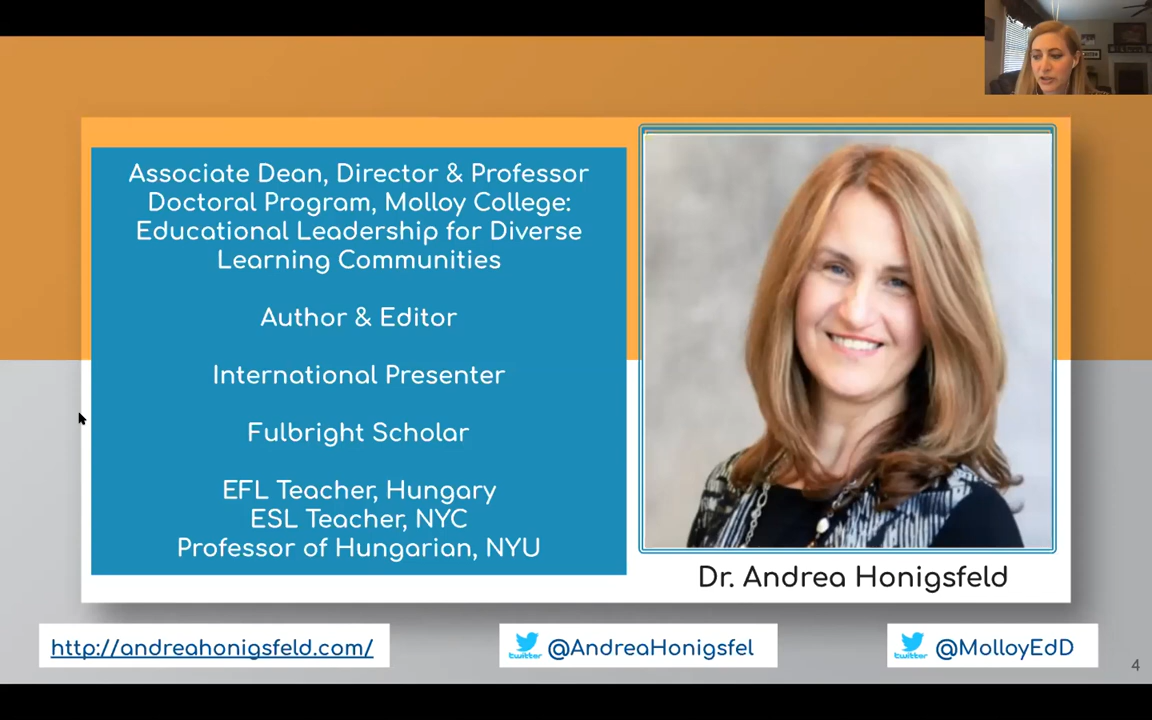 Associate Dean, Director & Professor
Doctoral Program, Molloy College:
Educational Leadership for Diverse
Learning Communities
Author & Editor
International Presenter
Fulbright Scholar
EFL Teacher, Hungary
ESL Teacher, NYC
Professor of Hungarian, NYU
Dr. Andrea Honigsfeld
http://andreahonigsfeld.com/
twitter @AndreaHonigsfel
twitter @MolloyEdD
4